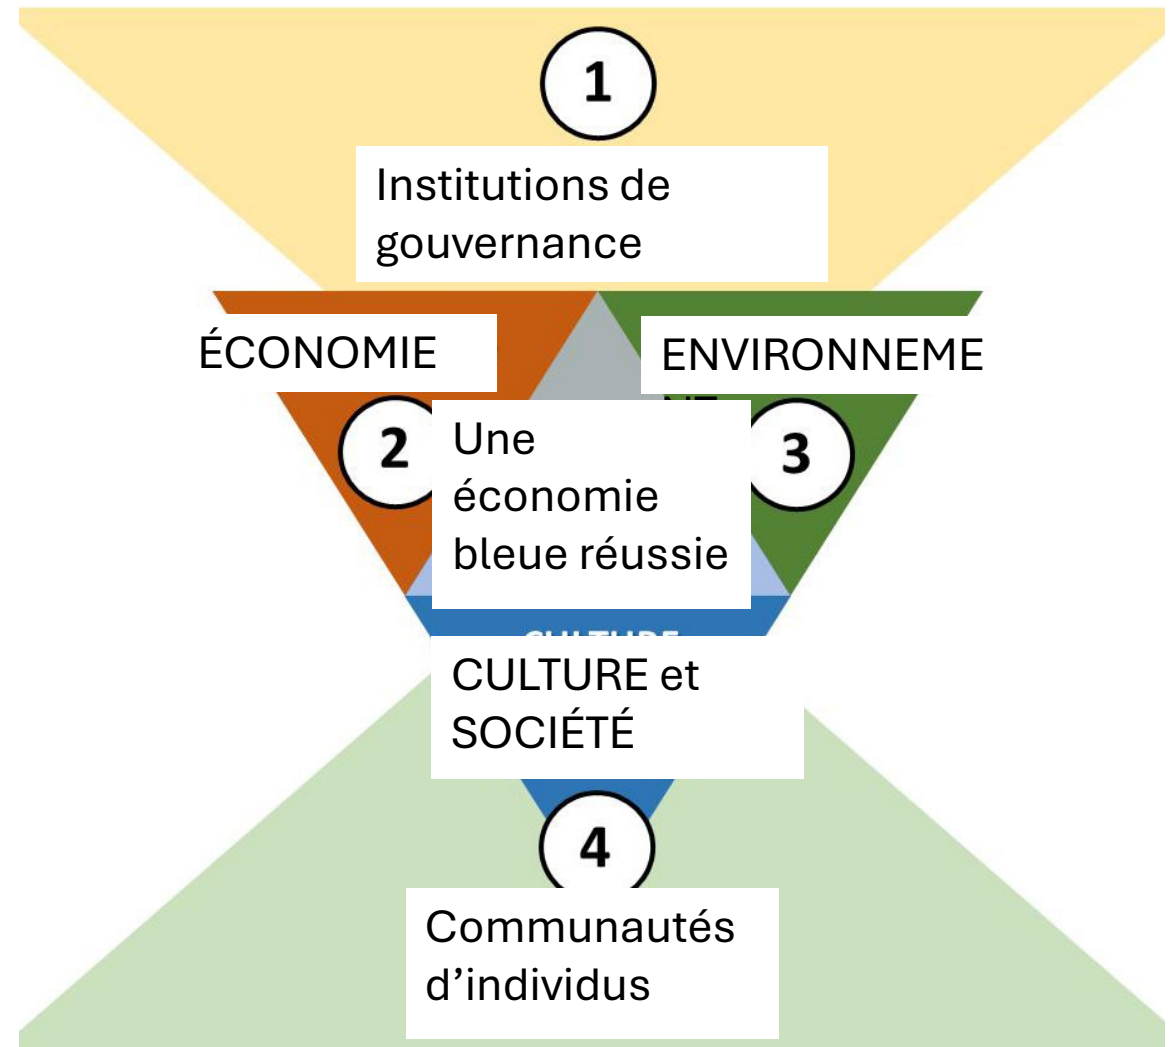 1
Institutions de
gouvernance
ÉCONOMIE
ENVIRONNEME
2
Une
économie
bleue réussie
3
CULTURE et
SOCIÉTÉ
4
Communautés
d’individus